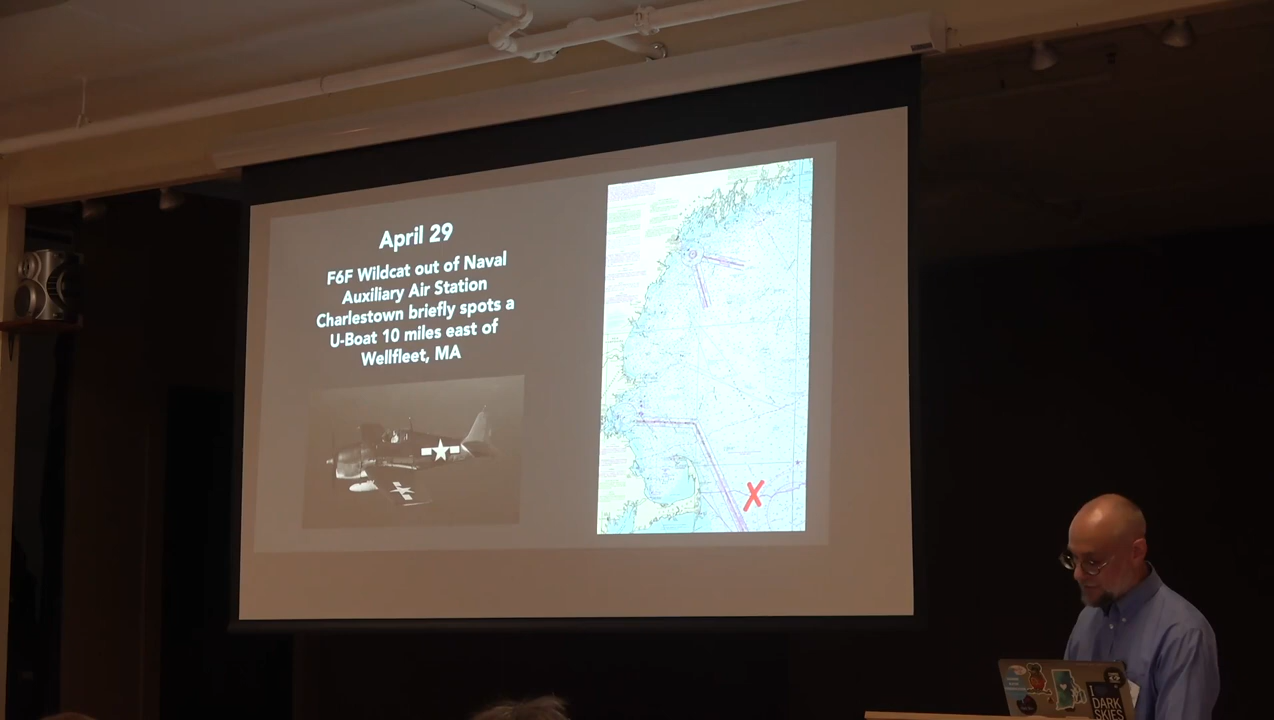 April 29
F6F Wildcat out of Naval
Auxiliary Air Station
Charlestown briefly spots a
U-Boat 10 miles east of
Wellfleet, MA
X
I
DARK
SKIES